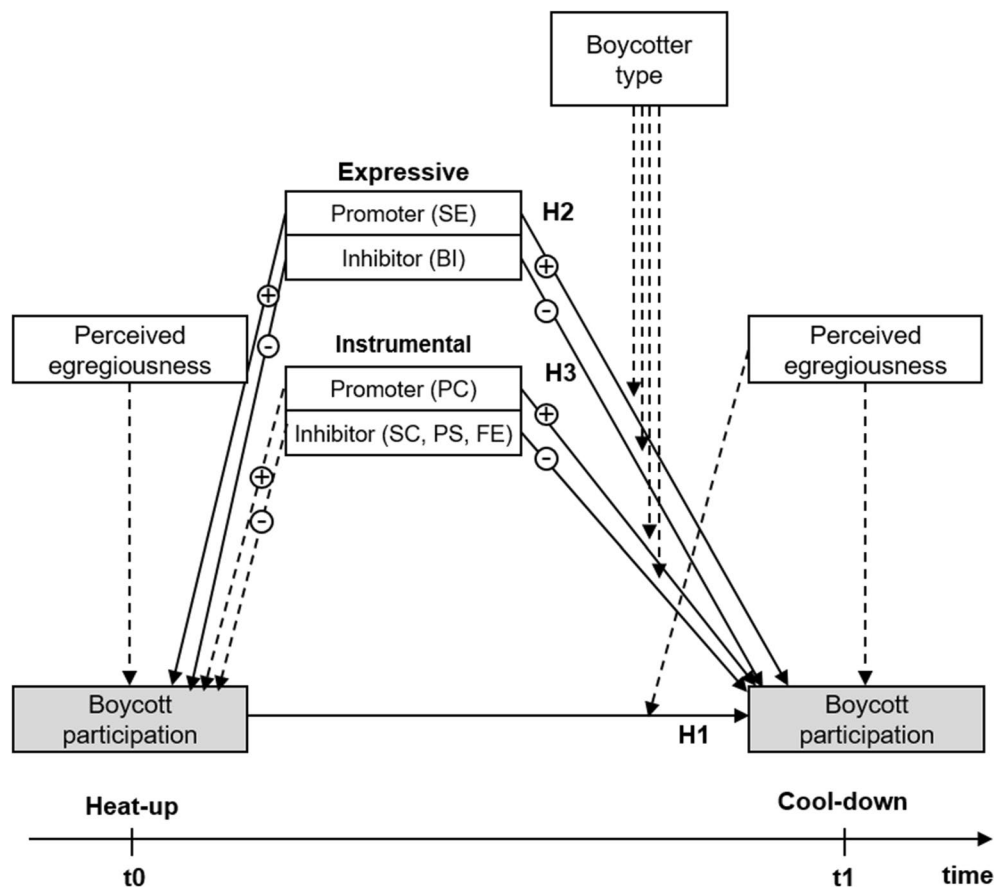 Boycotter
type
Expressive
Promoter (SE)
H2
Inhibitor (BI)
+
-
+
-
Perceived
egregiousness
Instrumental
H3
Promoter (PC)
+
Inhibitor (SC, PS, FE)
-
+
-
Perceived
egregiousness
Boycott
participation
H1
Boycott
participation
Heat-up
Cool-down
t0
t1
time